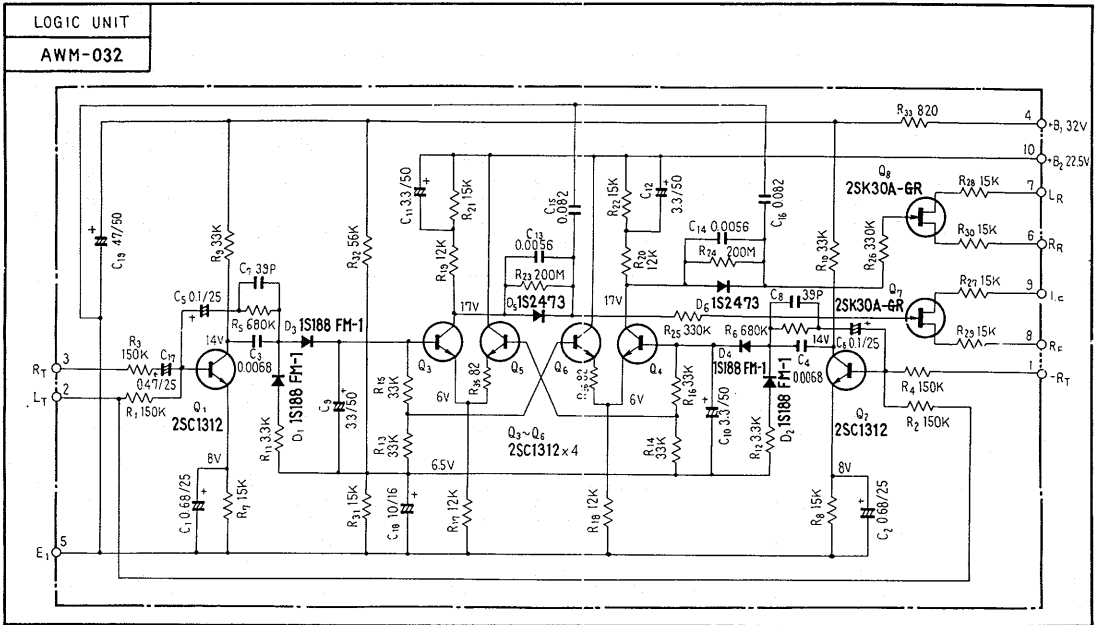 LOGIC UNIT
AWM-032
R33 820
4 +B1 32V
10 +B2 22.5V
Q8
2SK30A-GR
R28 15K
7 LR
R30 15K
6 RR
R26 330K
Q7
2SK30A-GR
R27 15K
9
R29 15K
8 RF
1 -RT
C19 47/50
R9 33K
C7 39P
C5 0.1/25
R5 680K
R32 56K
C11 3.3/50
R21 15K
R19 12K
C15 0.082
C13
0.0056
R23 200M
D5 1S2473
R22 15K
C12
3.3/50
R20
12K
C16 0.082
C14 0.0056
R24 200M
D6
1S2473
R10 33K
C8 39P
R25 330K
R6 680K
0.1/25
3 RT
R3
150K
C17
0.47/25
2 LT
R1 150K
Q1
2SC1312
14V
C3
0.0068
D3 1S188 FM-1
D1 1S188 FM-1
R11 3.3K
C9
3.3/50
17V
Q3
Q5
R35 82
6V
R15
33K
R13
33K
6.5V
17V
Q6
Q4
6V
Q3~Q6
2SC1312×4
R16 33K
R14
33K
D4
1S188 FM-1
C10 3.3/50
D2 1S188 FM-1
R12 3.3K
14V
C4
0.0068
Q2
2SC1312
R4 150K
R2 150K
8V
C1 0.68/25
R7 15K
R31 15K
C18 10/16
R17 12K
R18 12K
8V
R8 15K
C2 0.68/25
5
E1